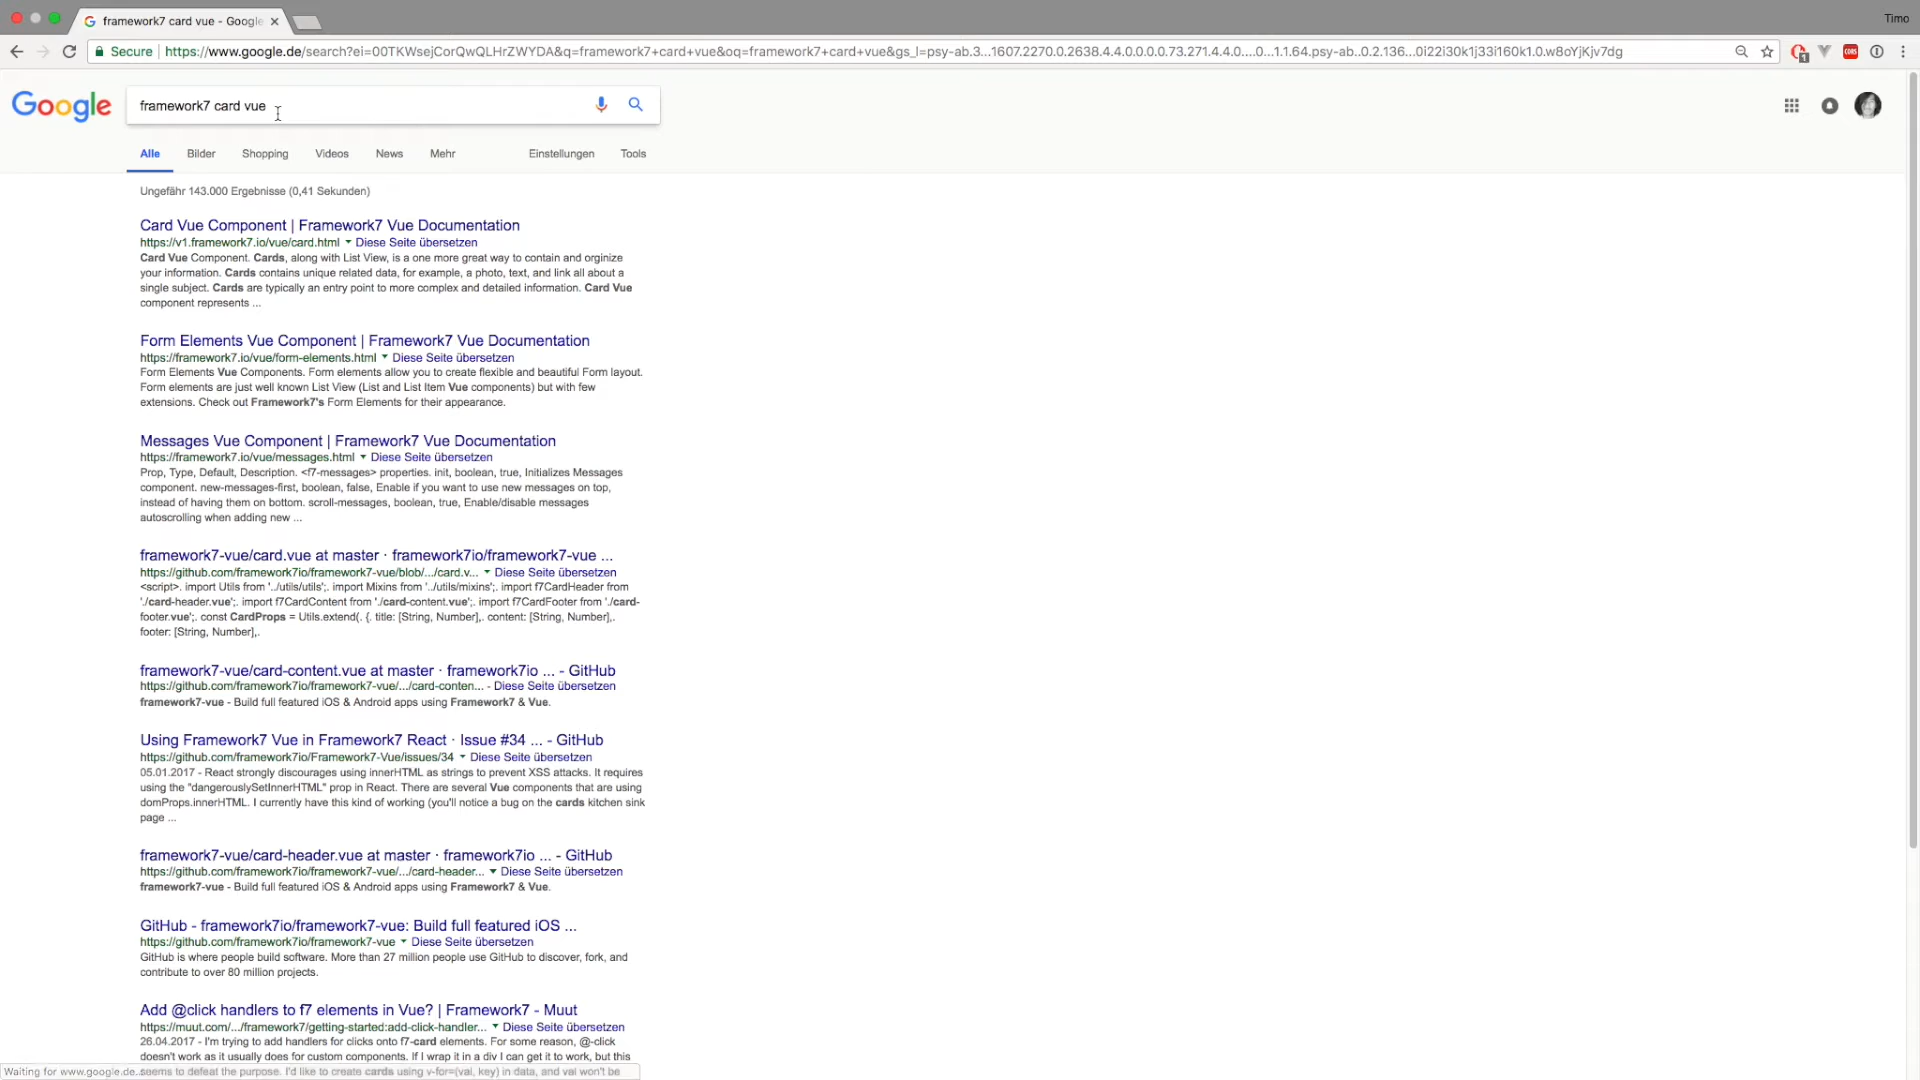 framework7 card vue - Google
Timo
Secure https://www.google.de/search?ei=00TKWsejCorQwQLHrZWYDA&q=framework7+card+vue&oq=framework7+card+vue&gs_l=psy-ab.3...1607.2270.0.2638.4.4.0.0.0.0.73.271.4.4.0....0...1.1.64.psy-ab..0.2.136...0i22i30k1j33i160k1.0.w8oYjKjv7dg
1
CORS
Google
framework7 card vue
Alle Bilder Shopping Videos News Mehr Einstellungen Tools
Ungefähr 143.000 Ergebnisse (0,41 Sekunden)
Card Vue Component | Framework7 Vue Documentation
https://v1.framework7.io/vue/card.html Diese Seite übersetzen
Card Vue Component. Cards, along with List View, is a one more great way to contain and orginize
your information. Cards contains unique related data, for example, a photo, text, and link all about a
single subject. Cards are typically an entry point to more complex and detailed information. Card Vue
component represents ...
Form Elements Vue Component | Framework7 Vue Documentation
https://framework7.io/vue/form-elements.html Diese Seite übersetzen
Form Elements Vue Components. Form elements allow you to create flexible and beautiful Form layout.
Form elements are just well known List View (List and List Item Vue components) but with few
extensions. Check out Framework7's Form Elements for their appearance.
Messages Vue Component | Framework7 Vue Documentation
https://framework7.io/vue/messages.html Diese Seite übersetzen
Prop, Type, Default, Description. <f7-messages> properties. init, boolean, true, Initializes Messages
component. new-messages-first, boolean, false, Enable if you want to use new messages on top,
instead of having them on bottom. scroll-messages, boolean, true, Enable/disable messages
autoscrolling when adding new ...
framework7-vue/card.vue at master · framework7io/framework7-vue ...
https://github.com/framework7io/framework7-vue/blob/.../card.v... Diese Seite übersetzen
<script>. import Utils from '../utils/utils';. import Mixins from '../utils/mixins';. import f7CardHeader from
'./card-header.vue';. import f7CardContent from './card-content.vue';. import f7CardFooter from './card-
footer.vue';. const CardProps = Utils.extend(. {. title: [String, Number],. content: [String, Number],.
footer: [String, Number],.
framework7-vue/card-content.vue at master · framework7io ... - GitHub
https://github.com/framework7io/framework7-vue/.../card-conten... - Diese Seite übersetzen
framework7-vue - Build full featured iOS & Android apps using Framework7 & Vue.
Using Framework7 Vue in Framework7 React · Issue #34 ... - GitHub
https://github.com/framework7io/Framework7-Vue/issues/34 Diese Seite übersetzen
05.01.2017 - React strongly discourages using innerHTML as strings to prevent XSS attacks. It requires
using the "dangerouslySetInnerHTML" prop in React. There are several Vue components that are using
domProps.innerHTML. I currently have this kind of working (you'll notice a bug on the cards kitchen sink
page ...
framework7-vue/card-header.vue at master · framework7io ... - GitHub
https://github.com/framework7io/framework7-vue/.../card-header... Diese Seite übersetzen
framework7-vue - Build full featured iOS & Android apps using Framework7 & Vue.
GitHub - framework7io/framework7-vue: Build full featured iOS ...
https://github.com/framework7io/framework7-vue Diese Seite übersetzen
GitHub is where people build software. More than 27 million people use GitHub to discover, fork, and
contribute to over 80 million projects.
Add @click handlers to f7 elements in Vue? | Framework7 - Muut
https://muut.com/.../framework7/getting-started:add-click-handler... Diese Seite übersetzen
26.04.2017 - I'm trying to add handlers for clicks onto f7-card elements. For some reason, @-click
doesn't work as it usually does for custom components. If I wrap it in a div I can get it to work, but this
Waiting for www.google.de... seems to defeat the purpose. I'd like to create cards using v-for=(val, key) in data, and val won't be